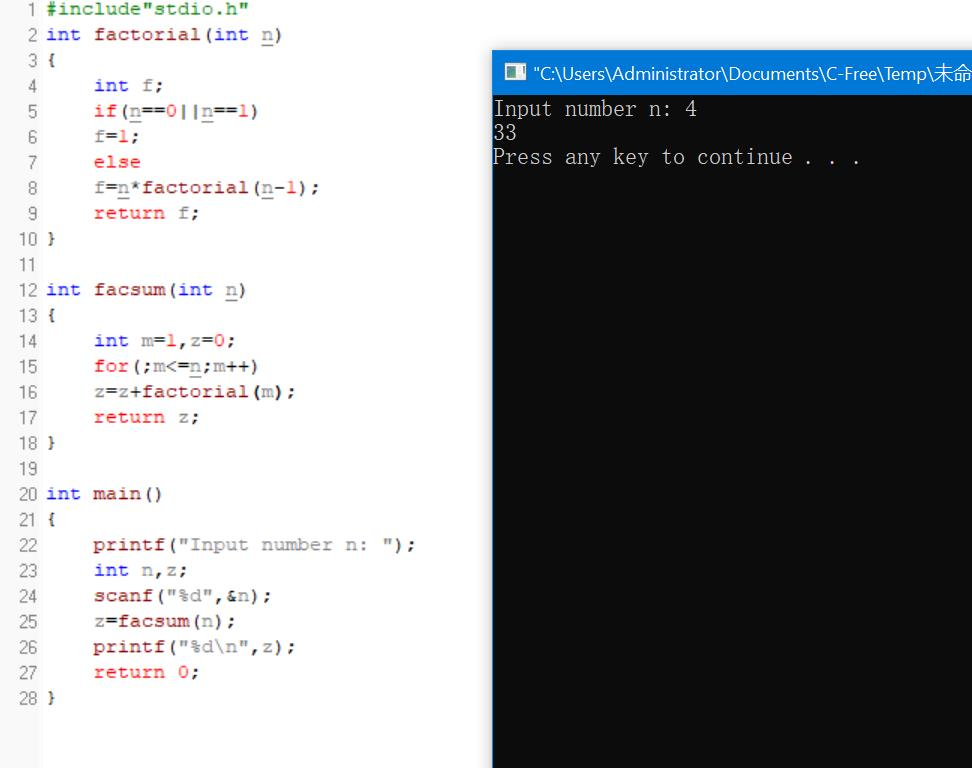 1 #include"stdio.h"
2 int factorial(int n)
3 {
4 int f;
5 if(n==0||n==1)
6 f=1;
7 else
8 f=n*factorial(n-1);
9 return f;
10 }
11
12 int facsum(int n)
13 {
14 int m=1,z=0;
15 for(;m<=n;m++)
16 z=z+factorial(m);
17 return z;
18 }
19
20 int main()
21 {
22 printf("Input number n: ");
23 int n,z;
24 scanf("%d",&n);
25 z=facsum(n);
26 printf("%d\n",z);
27 return 0;
28 }
"C:\Users\Administrator\Documents\C-Free\Temp\未命
Input number n: 4
33
Press any key to continue . . .